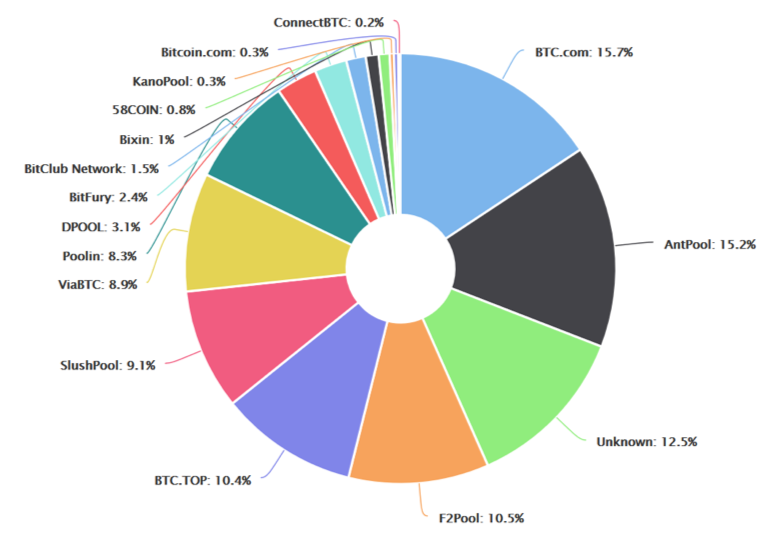 ConnectBTC: 0.2%
Bitcoin.com: 0.3%
BTC.com: 15.7%
KanoPool: 0.3%
58COIN: 0.8%
Bixin: 1%
BitClub Network: 1.5%
BitFury: 2.4%
DPOOL: 3.1%
AntPool: 15.2%
Poolin: 8.3%
ViaBTC: 8.9%
SlushPool: 9.1%
Unknown: 12.5%
BTC.TOP: 10.4%
F2Pool: 10.5%